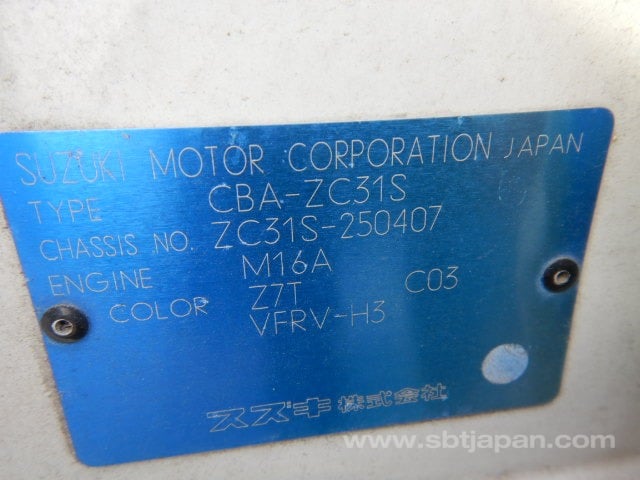 SUZUKI MOTOR CORPORATION JAPAN
TYPE CBA-ZC31S
CHASSIS NO. ZC31S-250407
ENGINE M16A
COLOR Z7T C03
VFRV-H3
スズキ株式会社
www.sbtjapan.com